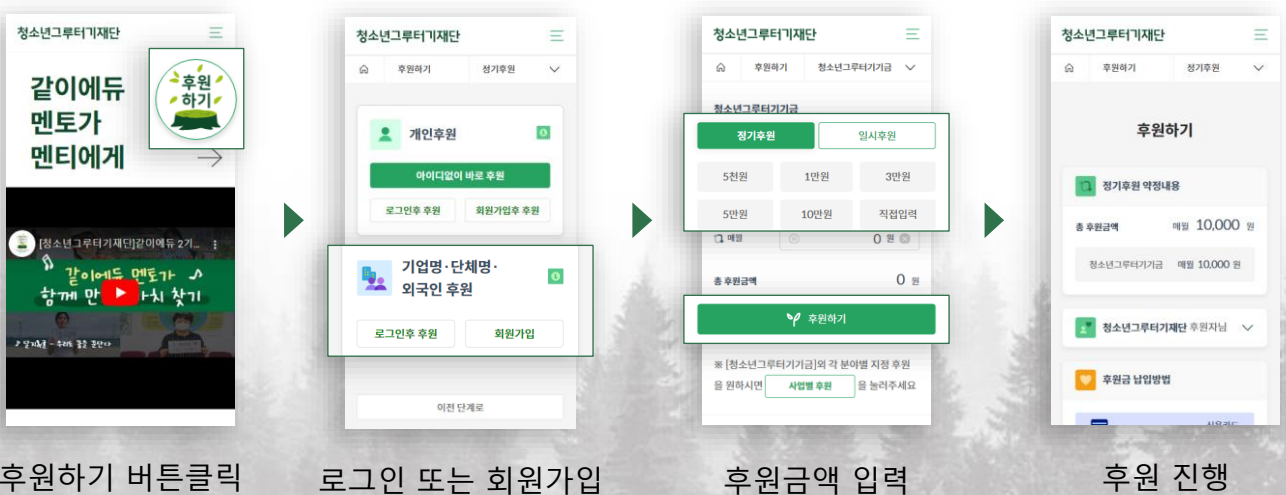 청소년그루터기재단
같이에듀
멘토가
멘티에게
후원
하기
[청소년그루터기재단]같이에듀 2기...
같이에듀 멘토가
함께 만
치 찾기
후원하기 버튼클릭
청소년그루터기재단
후원하기
정기후원
개인후원
아이디없이 바로 후원
로그인후 후원
회원가입후 후원
기업명·단체명·
외국인 후원
로그인후 후원
회원가입
이전 단계로
로그인 또는 회원가입
청소년그루터기재단
후원하기
청소년그루터기기금
청소년그루터기기금
정기후원
일시후원
5천원
1만원
3만원
5만원
10만원
직접입력
매월
0 원
총 후원금액
0 원
후원하기
※ [청소년그루터기기금]외 각 분야별 지정 후원
을 원하시면 사업별 후원 을 눌러주세요
후원금액 입력
청소년그루터기재단
후원하기
정기후원
후원하기
정기후원 약정내용
총 후원금액
매월 10,000 원
청소년그루터기기금 매월 10,000 원
청소년그루터기재단 후원자님
후원금 납입방법
신용카드
후원 진행